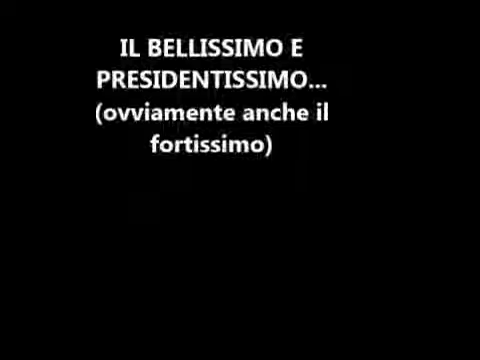 IL BELLISSIMO E
PRESIDENTISSIMO...
(ovviamente anche il
fortissimo)